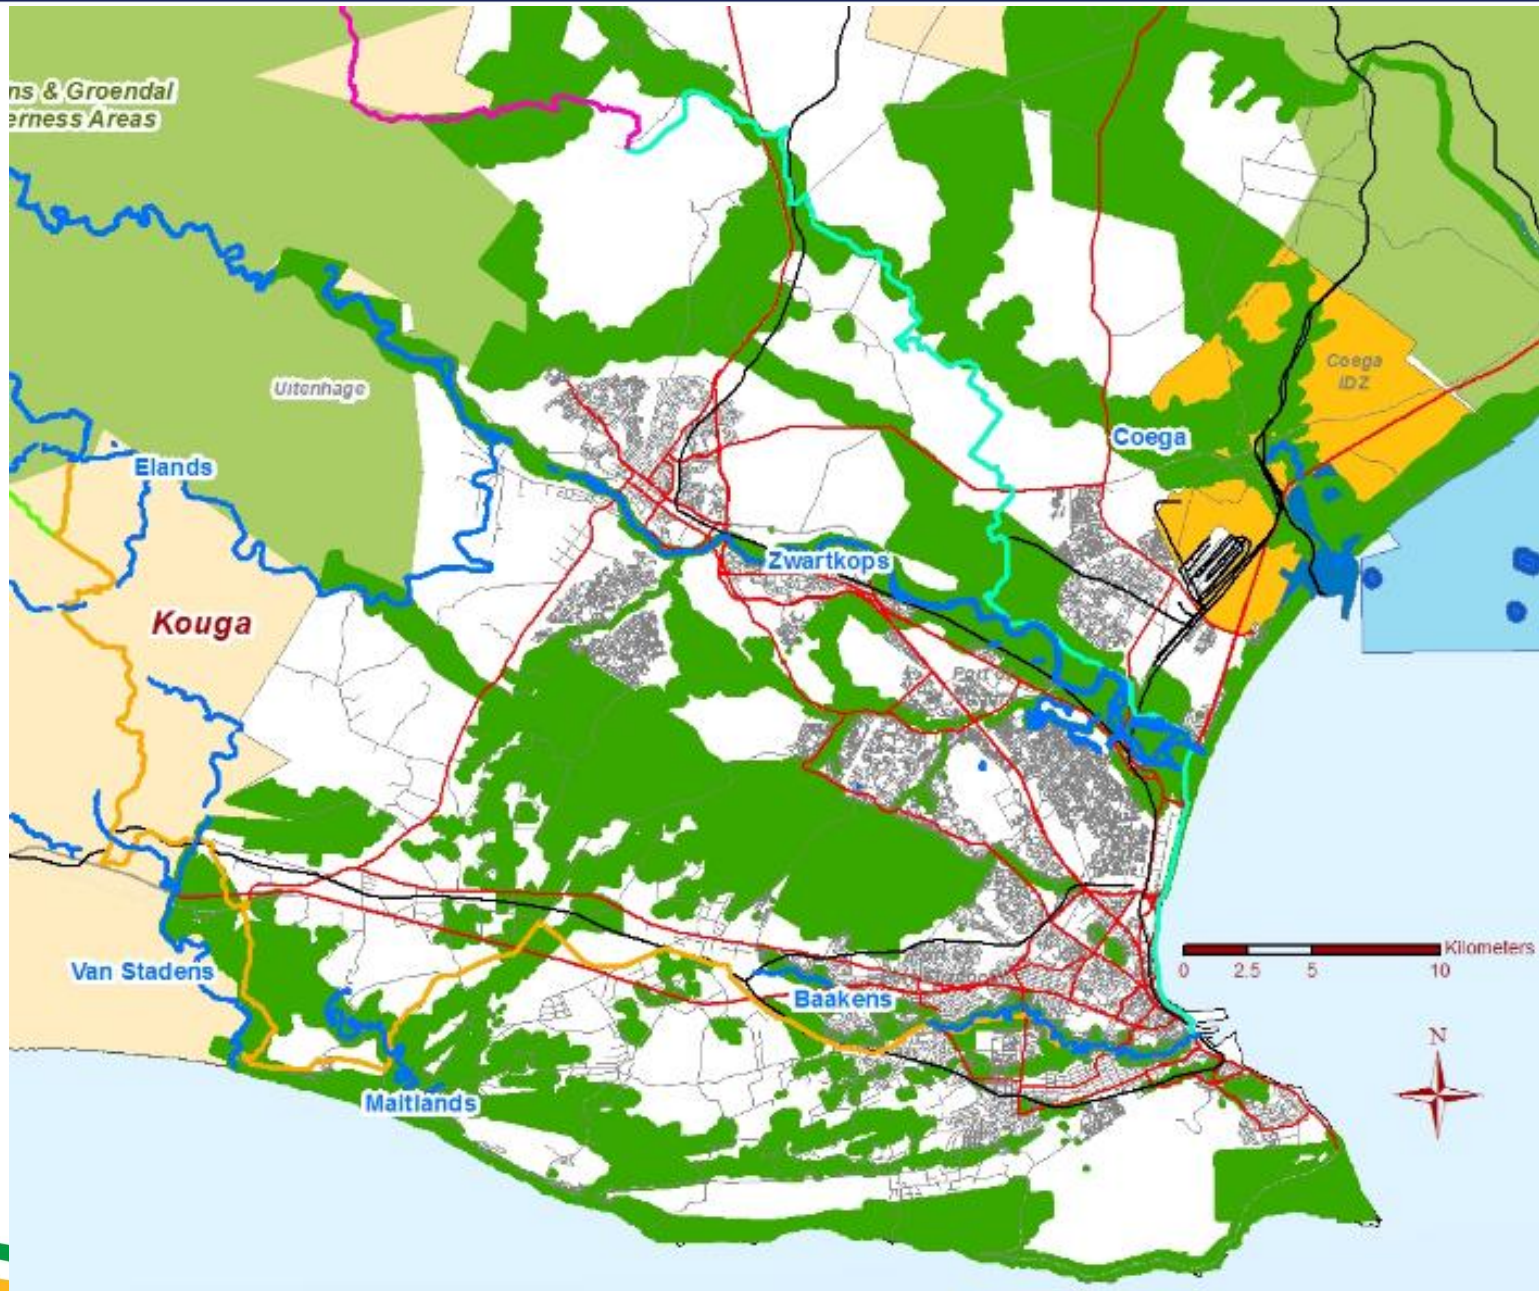 ns & Groendal
erness Areas
Uitenhage
Coega
IDZ
Coega
Elands
Zwartkops
Kouga
Port
Van Stadens
Baakens
Maitlands
Kilometers
0 2.5 5 10
N